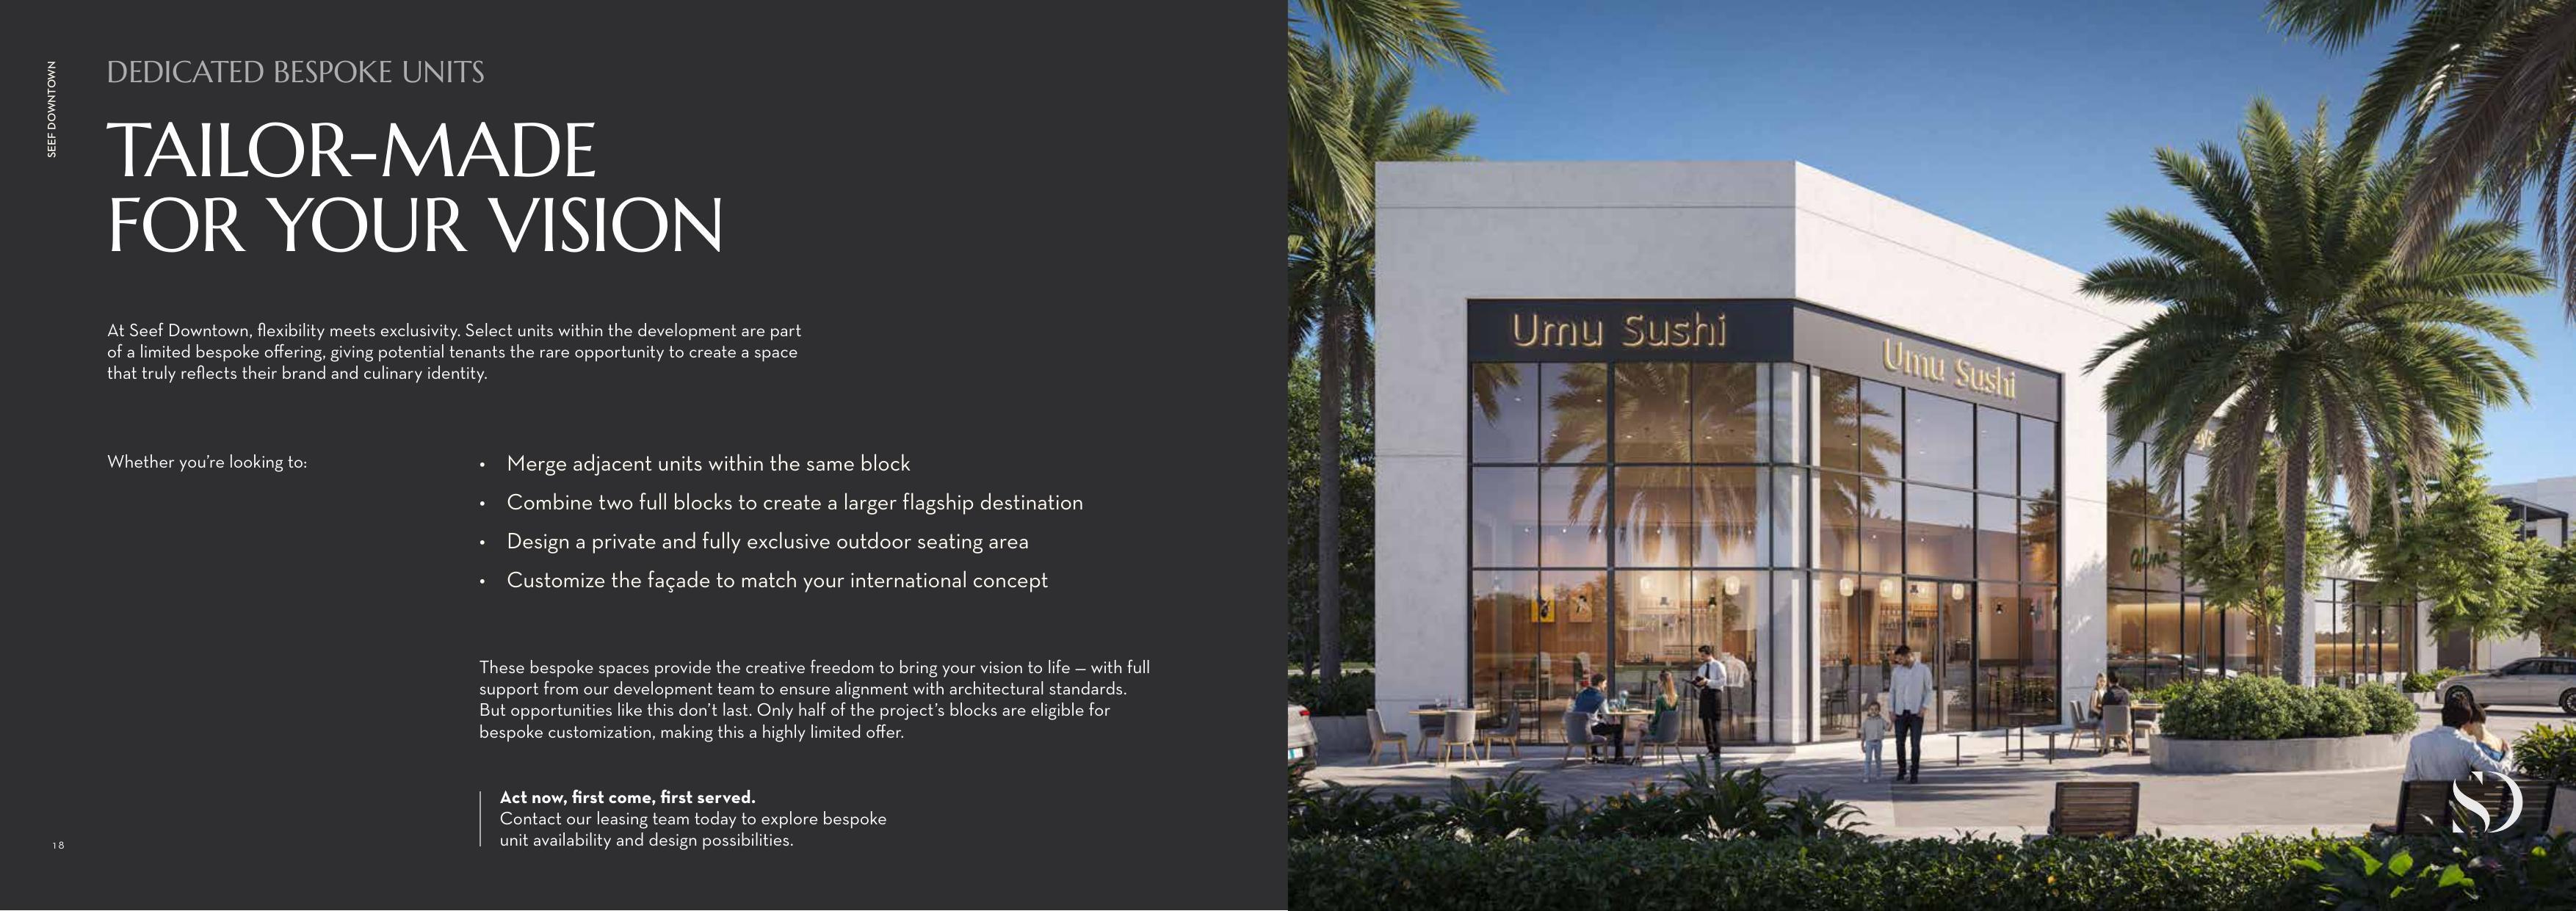 SEEF DOWNTOWN
DEDICATED BESPOKE UNITS
TAILOR-MADE
FOR YOUR VISION
At Seef Downtown, flexibility meets exclusivity. Select units within the development are part
of a limited bespoke offering, giving potential tenants the rare opportunity to create a space
that truly reflects their brand and culinary identity.
Whether you're looking to:
• Merge adjacent units within the same block
• Combine two full blocks to create a larger flagship destination
• Design a private and fully exclusive outdoor seating area
• Customize the façade to match your international concept
These bespoke spaces provide the creative freedom to bring your vision to life – with full
support from our development team to ensure alignment with architectural standards.
But opportunities like this don't last. Only half of the project's blocks are eligible for
bespoke customization, making this a highly limited offer.
Act now, first come, first served.
Contact our leasing team today to explore bespoke
unit availability and design possibilities.
18
Umu Sushi
Umu Sushi
Olivia
SD